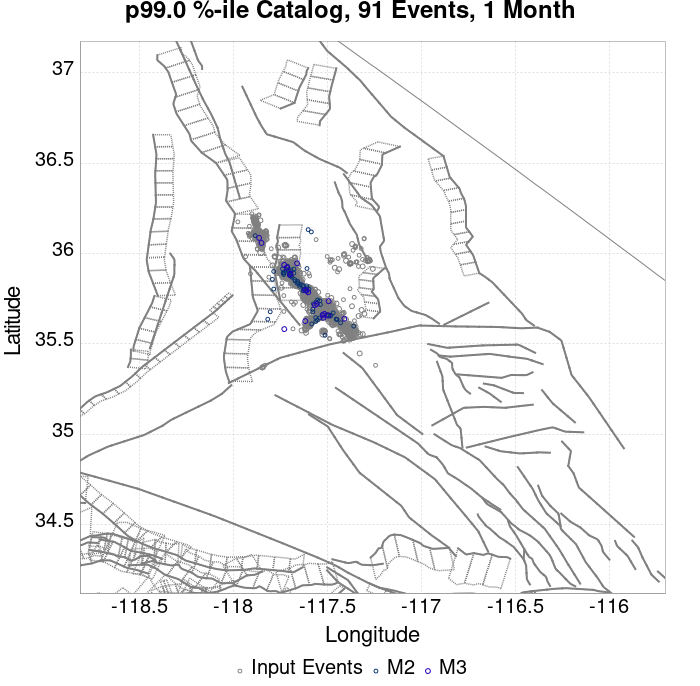 p99.0 %-ile Catalog, 91 Events, 1 Month
37
36.5
36
35.5
35
34.5
Latitude
-118.5 -118 -117.5 -117 -116.5 -116
Longitude
Input Events M2 M3